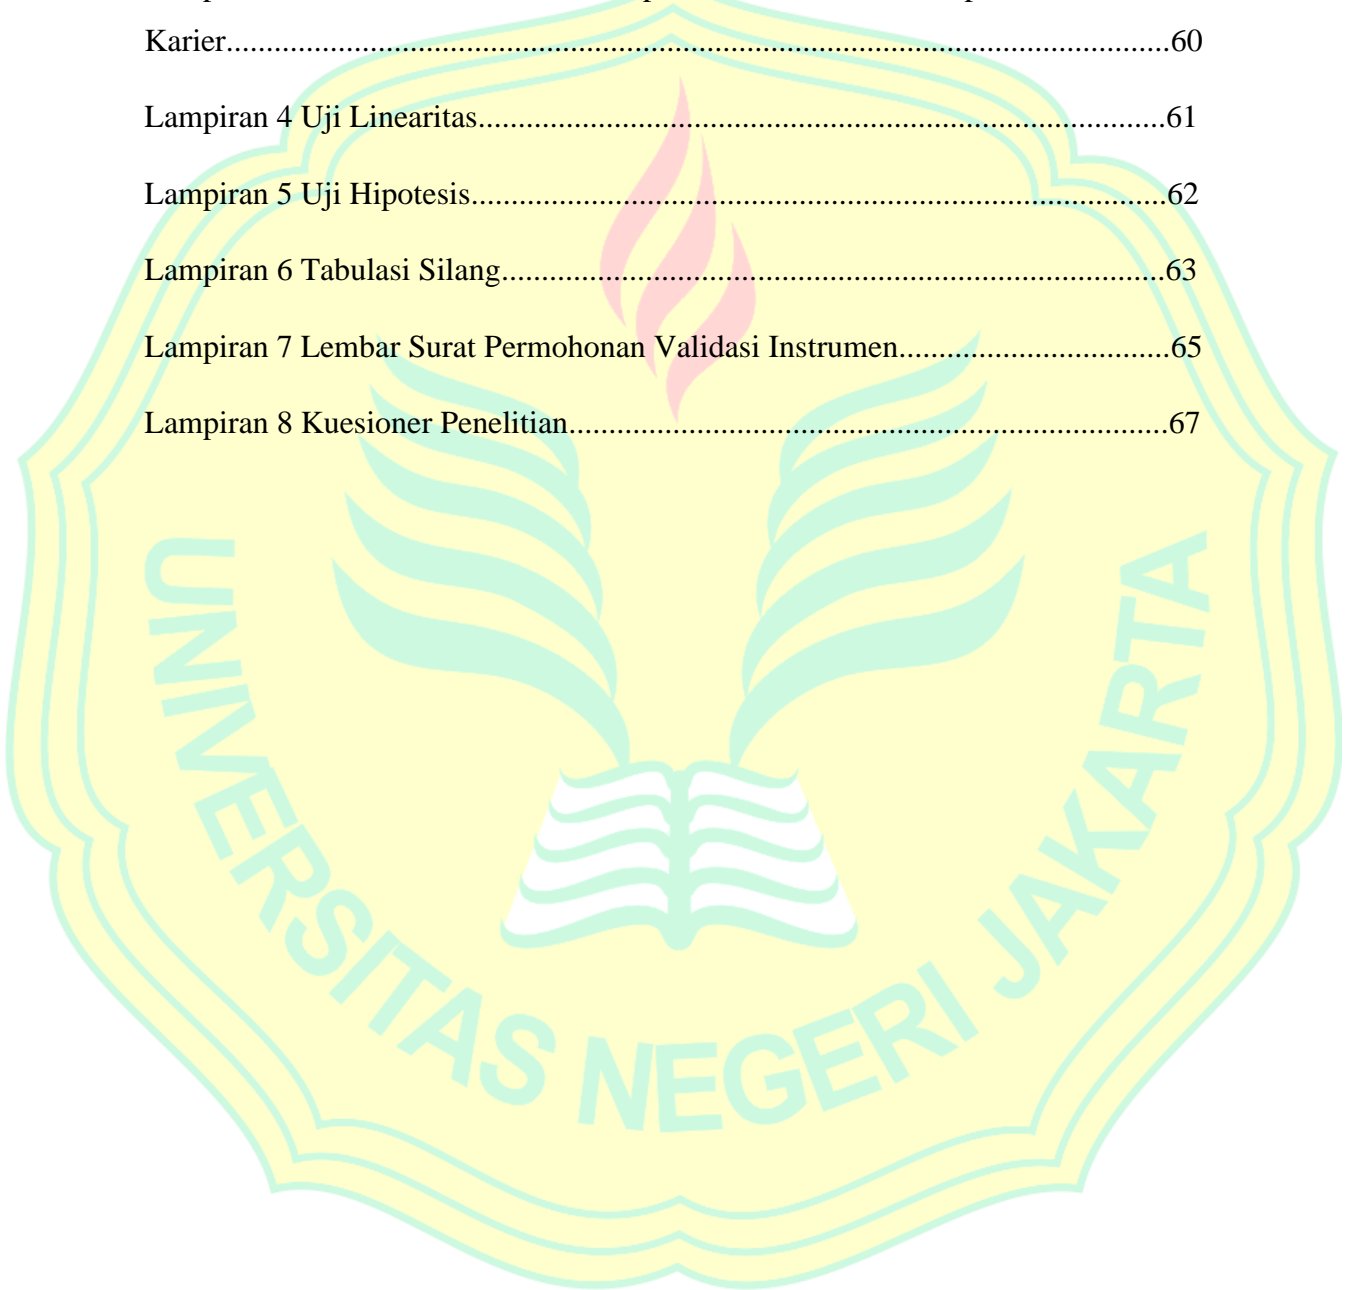 Karier......................................................................................................................60
Lampiran 4 Uji Linearitas......................................................................................61
Lampiran 5 Uji Hipotesis.......................................................................................62
Lampiran 6 Tabulasi Silang...................................................................................63
Lampiran 7 Lembar Surat Permohonan Validasi Instrumen..................................65
Lampiran 8 Kuesioner Penelitian...........................................................................67
UNIVERSITAS NEGERI JAKARTA